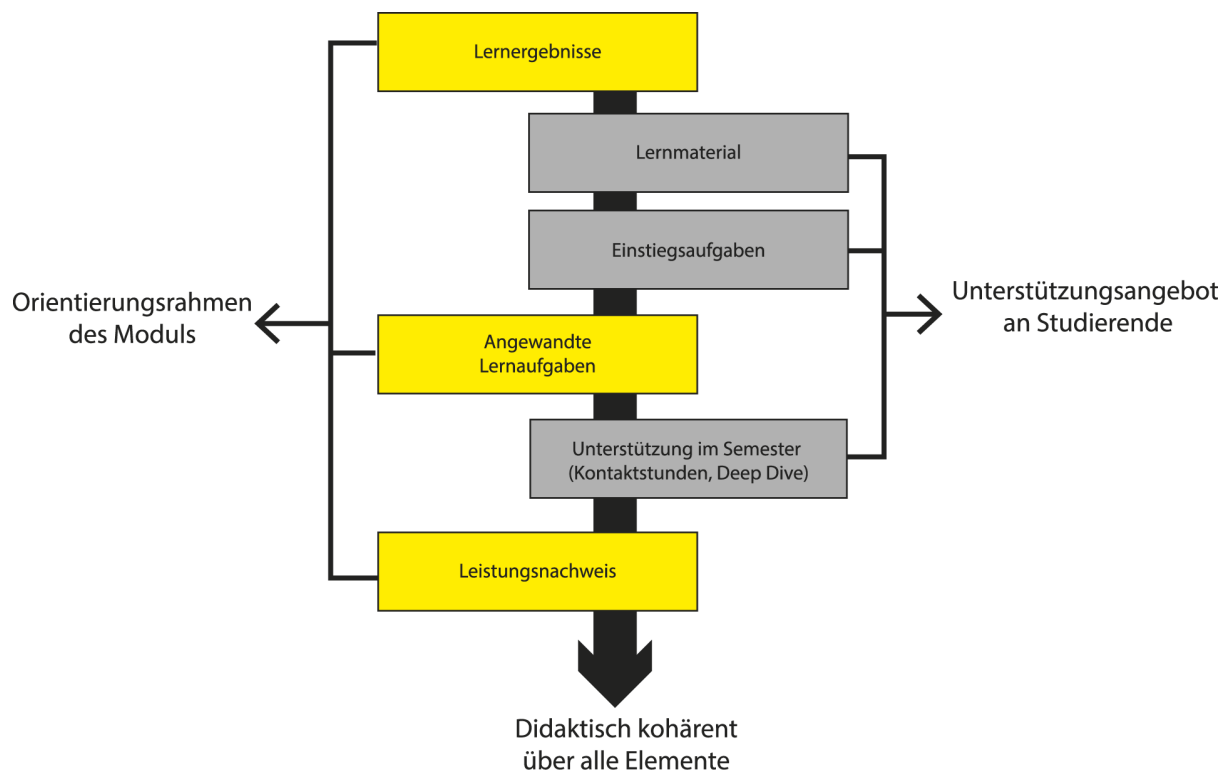 Lernergebnisse
Lernmaterial
Einstiegsaufgaben
Orientierungsrahmen
des Moduls
Unterstützungsangebot
an Studierende
Angewandte
Lernaufgaben
Unterstützung im Semester
(Kontaktstunden, Deep Dive)
Leistungsnachweis
Didaktisch kohärent
über alle Elemente